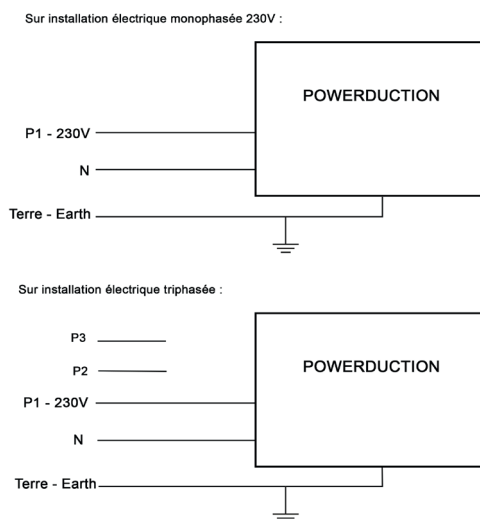 Sur installation électrique monophasée 230V :
POWERDUCTION
P1 - 230V
N
Terre - Earth
Sur installation électrique triphasée :
P3
POWERDUCTION
P2
P1 - 230V
N
Terre - Earth